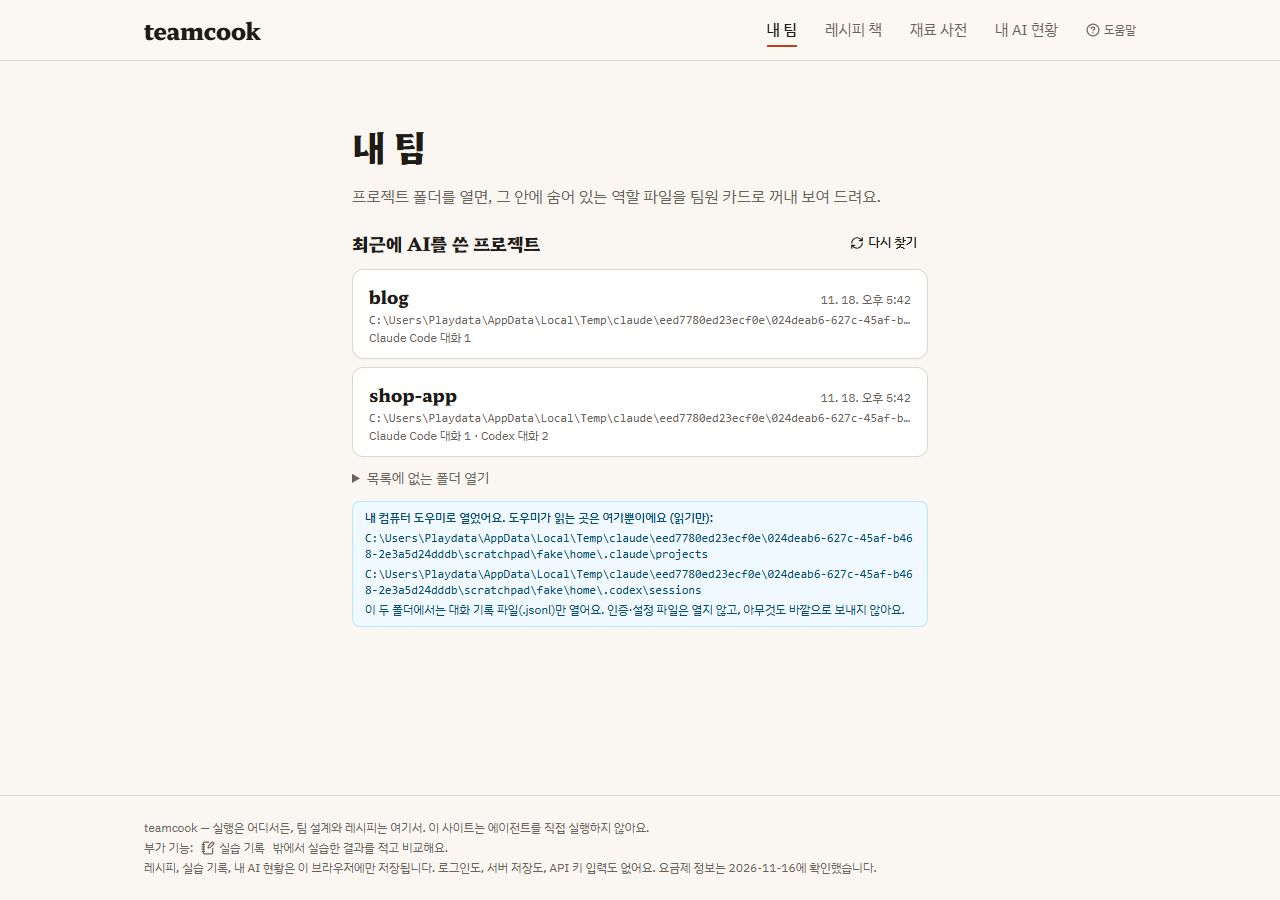 teamcook
내 팀 레시피 책 재료 사전 내 AI 현황 도움말
내 팀
프로젝트 폴더를 열면, 그 안에 숨어 있는 역할 파일을 팀원 카드로 꺼내 보여 드려요.
최근에 AI를 쓴 프로젝트 다시 찾기
blog 11. 18. 오후 5:42
C:\Users\Playdata\AppData\Local\Temp\claude\eed7780ed23ecf0e\024deab6-627c-45af-b…
Claude Code 대화 1
shop-app 11. 18. 오후 5:42
C:\Users\Playdata\AppData\Local\Temp\claude\eed7780ed23ecf0e\024deab6-627c-45af-b…
Claude Code 대화 1 · Codex 대화 2
목록에 없는 폴더 열기
내 컴퓨터 도우미로 열었어요. 도우미가 읽는 곳은 여기뿐이에요 (읽기만):
C:\Users\Playdata\AppData\Local\Temp\claude\eed7780ed23ecf0e\024deab6-627c-45af-b46
8-2e3a5d24dddb\scratchpad\fake\home\.claude\projects
C:\Users\Playdata\AppData\Local\Temp\claude\eed7780ed23ecf0e\024deab6-627c-45af-b46
8-2e3a5d24dddb\scratchpad\fake\home\.codex\sessions
이 두 폴더에서는 대화 기록 파일(.jsonl)만 열어요. 인증·설정 파일은 열지 않고, 아무것도 바깥으로 보내지 않아요.
teamcook — 실행은 어디서든, 팀 설계와 레시피는 여기서. 이 사이트는 에이전트를 직접 실행하지 않아요.
부가 기능: 실습 기록 밖에서 실습한 결과를 적고 비교해요.
레시피, 실습 기록, 내 AI 현황은 이 브라우저에만 저장됩니다. 로그인도, 서버 저장도, API 키 입력도 없어요. 요금제 정보는 2026-11-16에 확인했습니다.